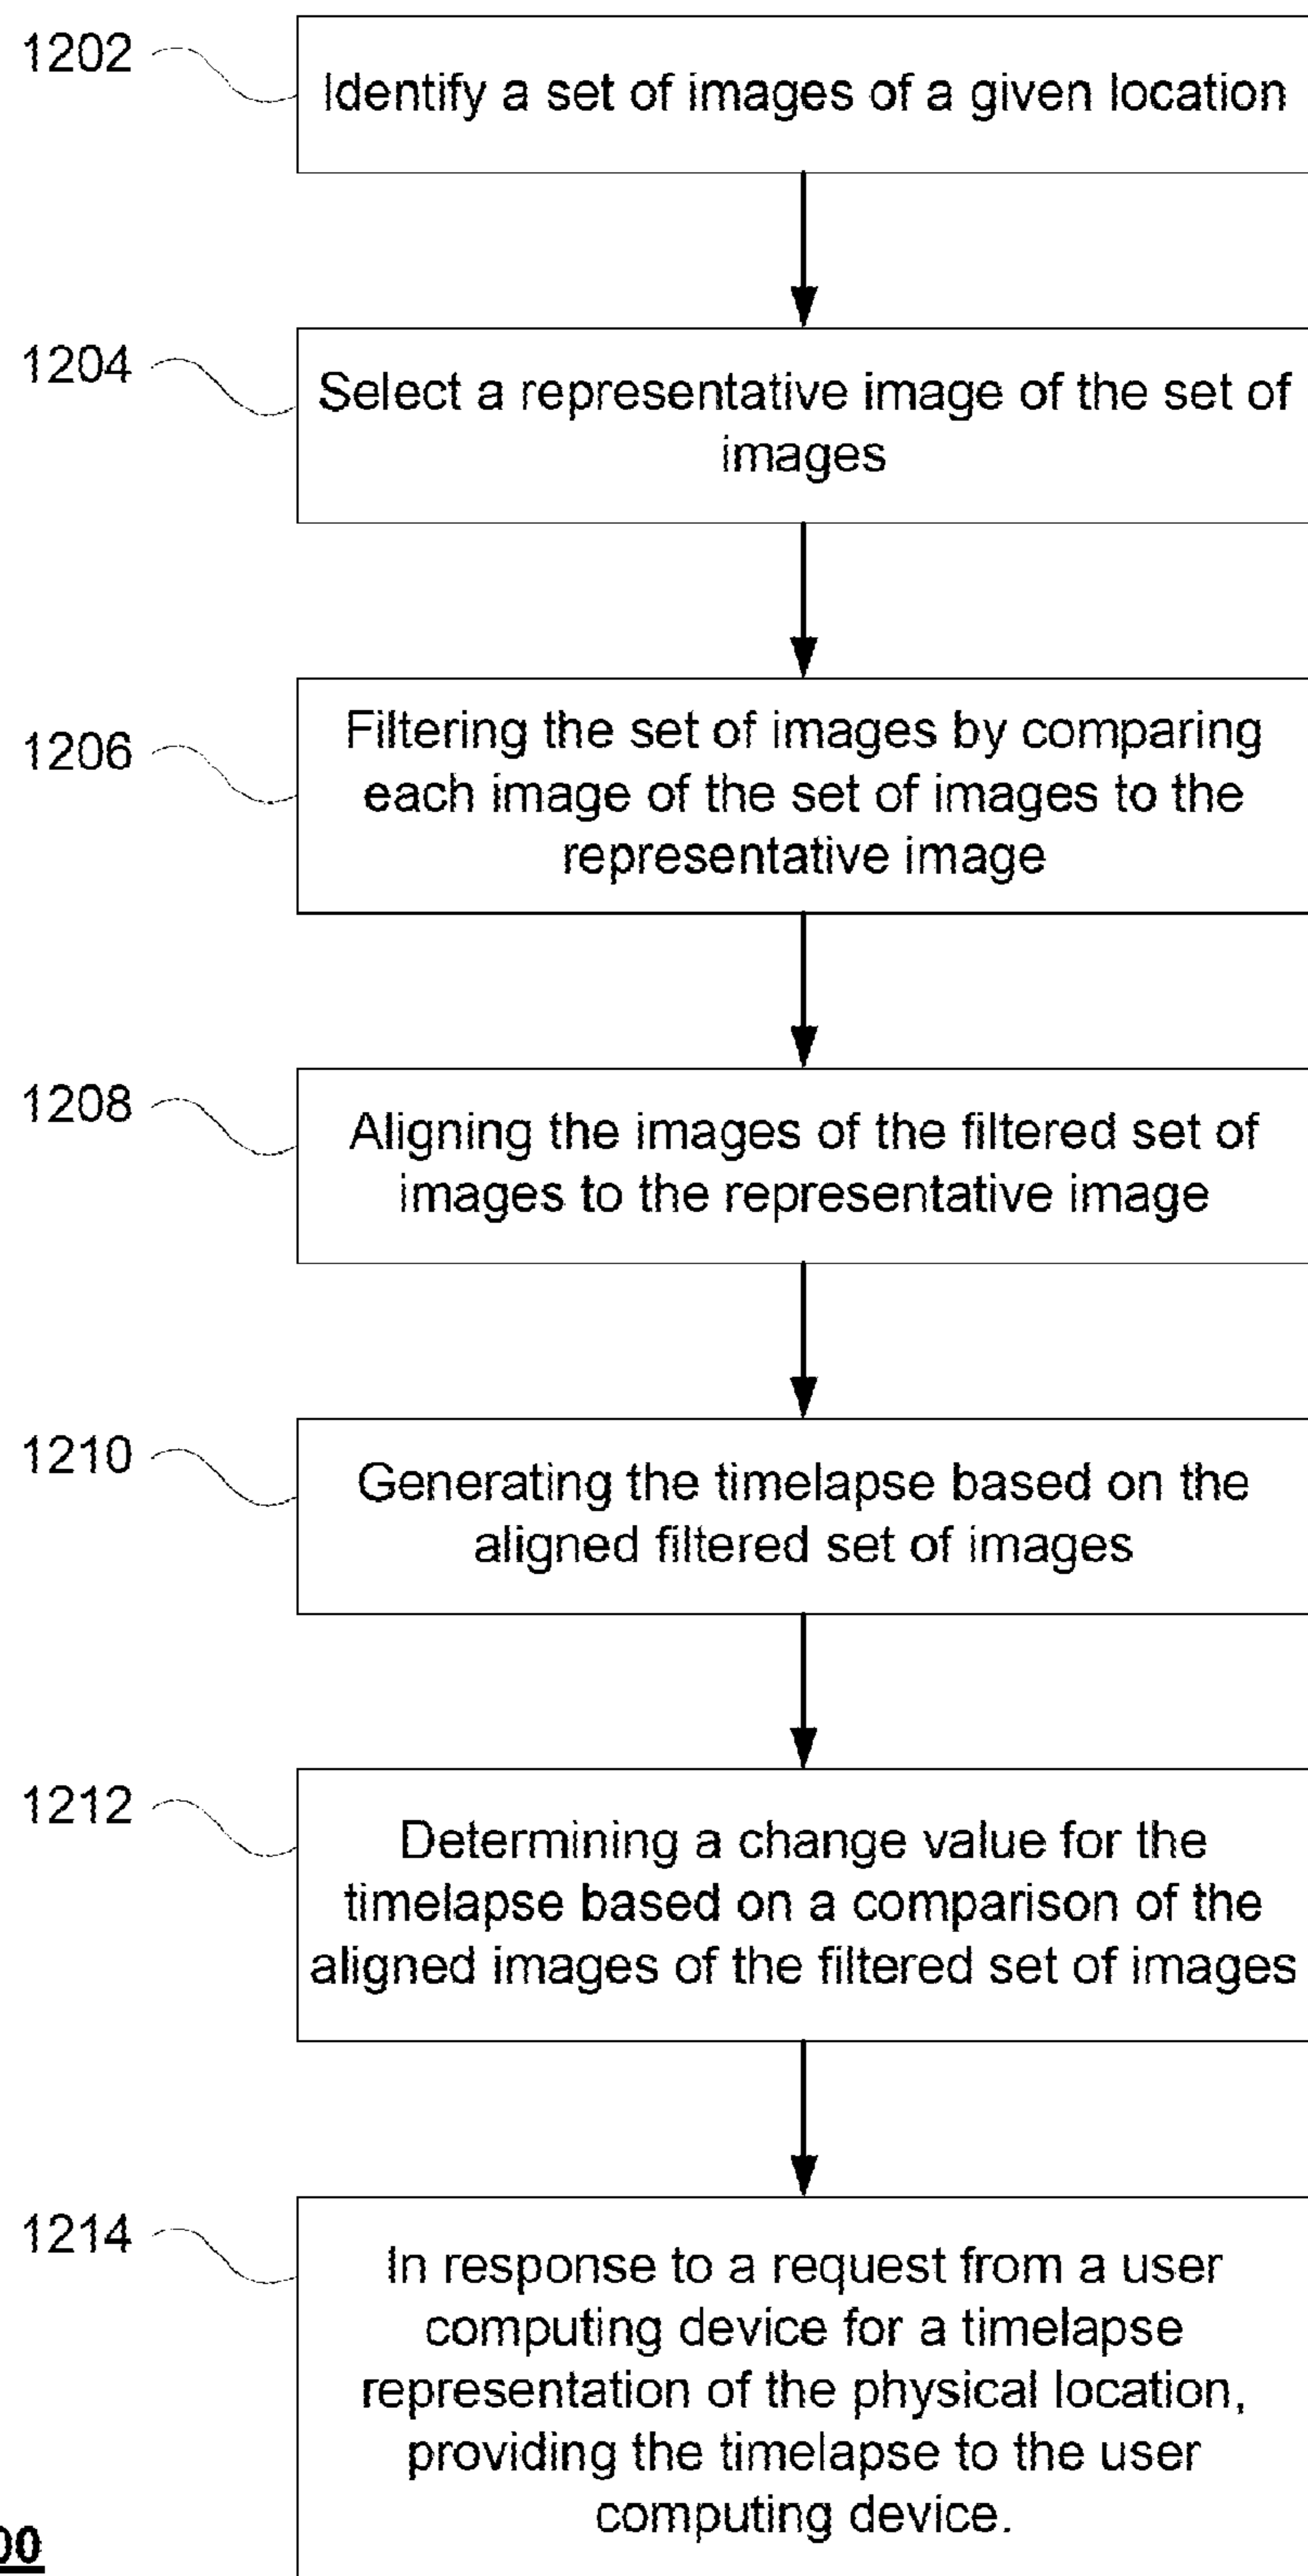 1202
Identify a set of images of a given location
1204
Select a representative image of the set of
images
1206
Filtering the set of images by comparing
each image of the set of images to the
representative image
1208
Aligning the images of the filtered set of
images to the representative image
1210
Generating the timelapse based on the
aligned filtered set of images
1212
Determining a change value for the
timelapse based on a comparison of the
aligned images of the filtered set of images
1214
In response to a request from a user
computing device for a timelapse
representation of the physical location,
providing the timelapse to the user
computing device.
00